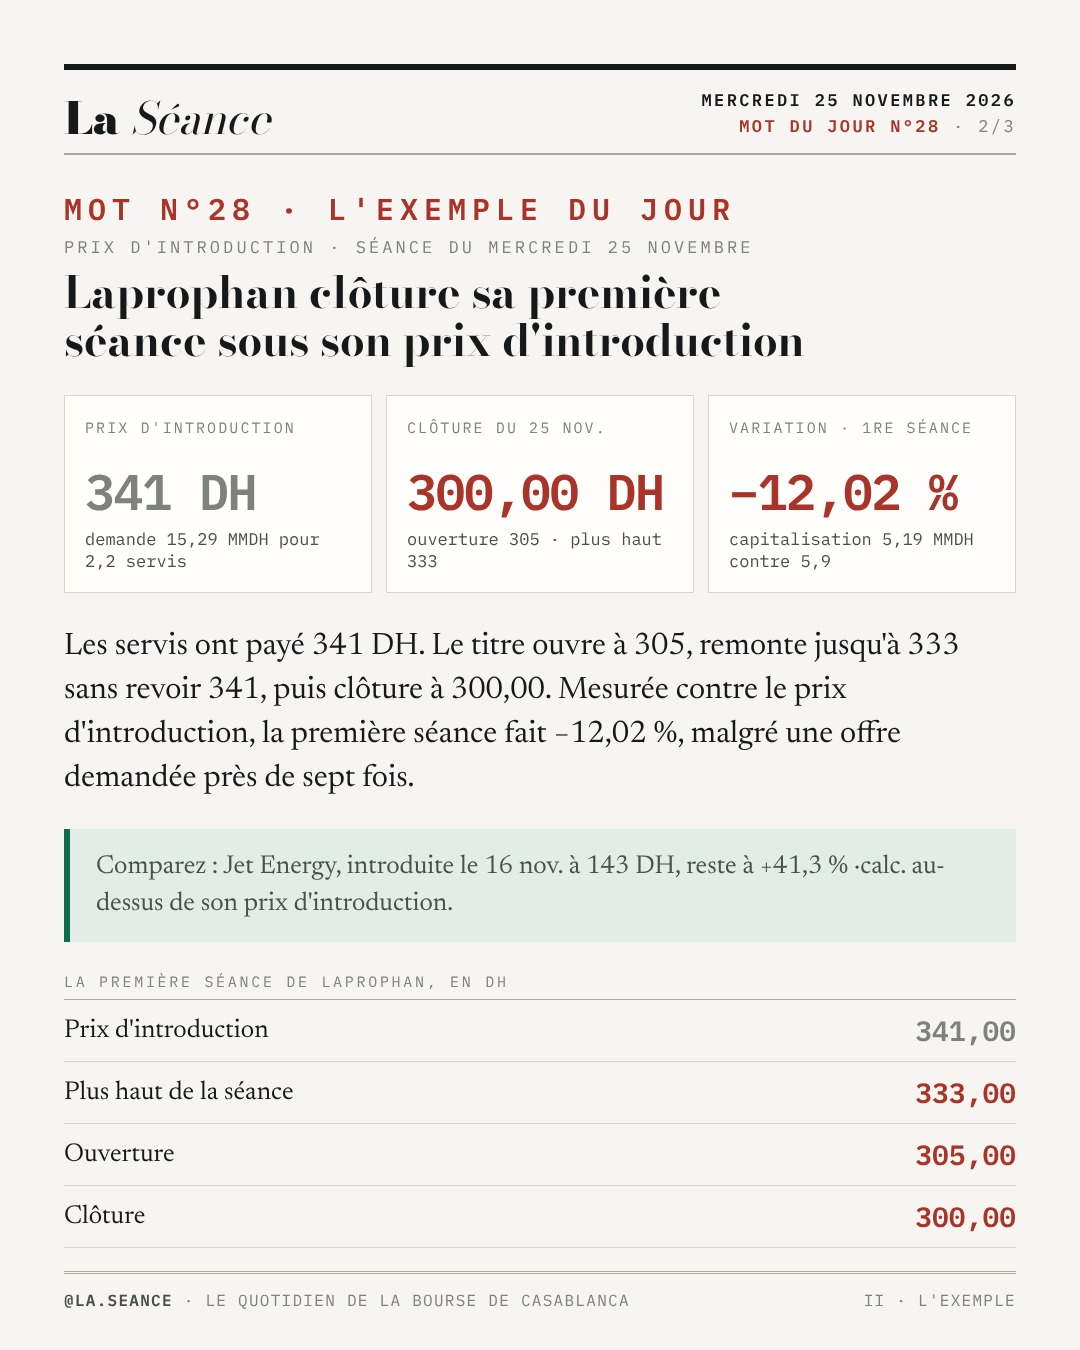 La Séance
MERCREDI 25 NOVEMBRE 2026
MOT DU JOUR N°28 · 2/3
MOT N°28 · L'EXEMPLE DU JOUR
PRIX D'INTRODUCTION · SÉANCE DU MERCREDI 25 NOVEMBRE
Laprophan clôture sa première
séance sous son prix d'introduction
PRIX D'INTRODUCTION
341 DH
demande 15,29 MMDH pour
2,2 servis
CLÔTURE DU 25 NOV.
300,00 DH
ouverture 305 · plus haut
333
VARIATION · 1RE SÉANCE
−12,02 %
capitalisation 5,19 MMDH
contre 5,9
Les servis ont payé 341 DH. Le titre ouvre à 305, remonte jusqu'à 333
sans revoir 341, puis clôture à 300,00. Mesurée contre le prix
d'introduction, la première séance fait −12,02 %, malgré une offre
demandée près de sept fois.
Comparez : Jet Energy, introduite le 16 nov. à 143 DH, reste à +41,3 % ·calc. au-
dessus de son prix d'introduction.
LA PREMIÈRE SÉANCE DE LAPROPHAN, EN DH
Prix d'introduction 341,00
Plus haut de la séance 333,00
Ouverture 305,00
Clôture 300,00
@LA.SEANCE · LE QUOTIDIEN DE LA BOURSE DE CASABLANCA
II · L'EXEMPLE